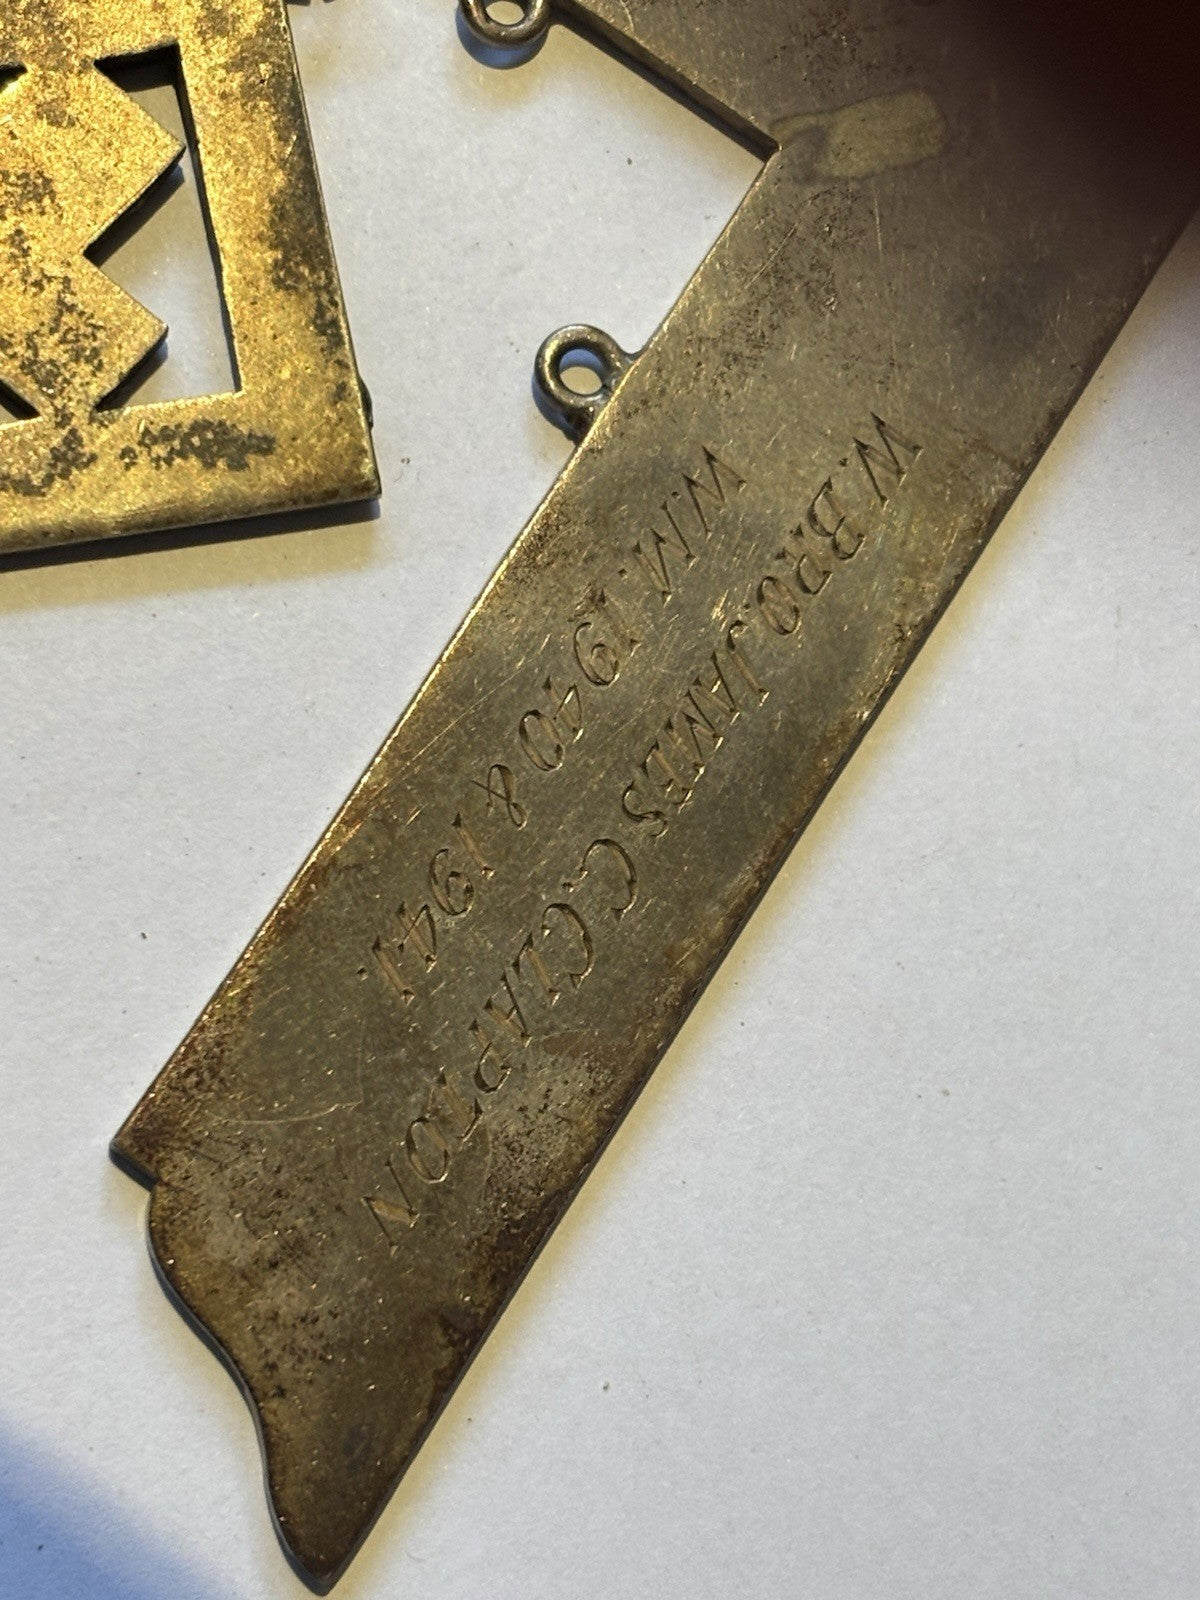 W. BRO. JAMES C. CLAPTON
W.M. 1940 & 1941.